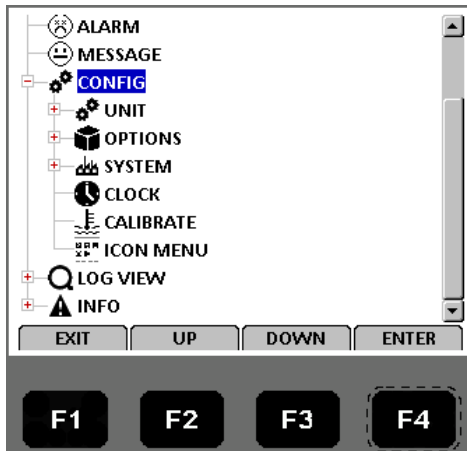 ALARM
MESSAGE
CONFIG
UNIT
OPTIONS
SYSTEM
CLOCK
CALIBRATE
ICON MENU
LOG VIEW
INFO
EXIT UP DOWN ENTER
F1 F2 F3 F4